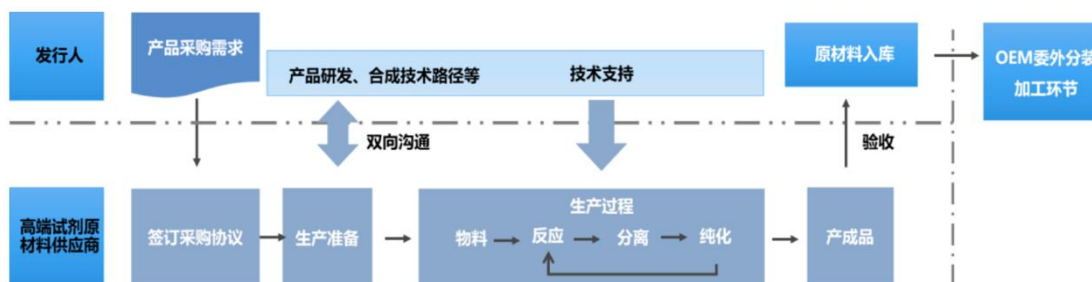 发行人
产品采购需求
产品研发、合成技术路径等
技术支持
原材料入库
OEM委外分装
加工环节
双向沟通
验收
高端试剂原
材料供应商
签订采购协议
生产准备
生产过程
物料
反应
分离
纯化
产成品